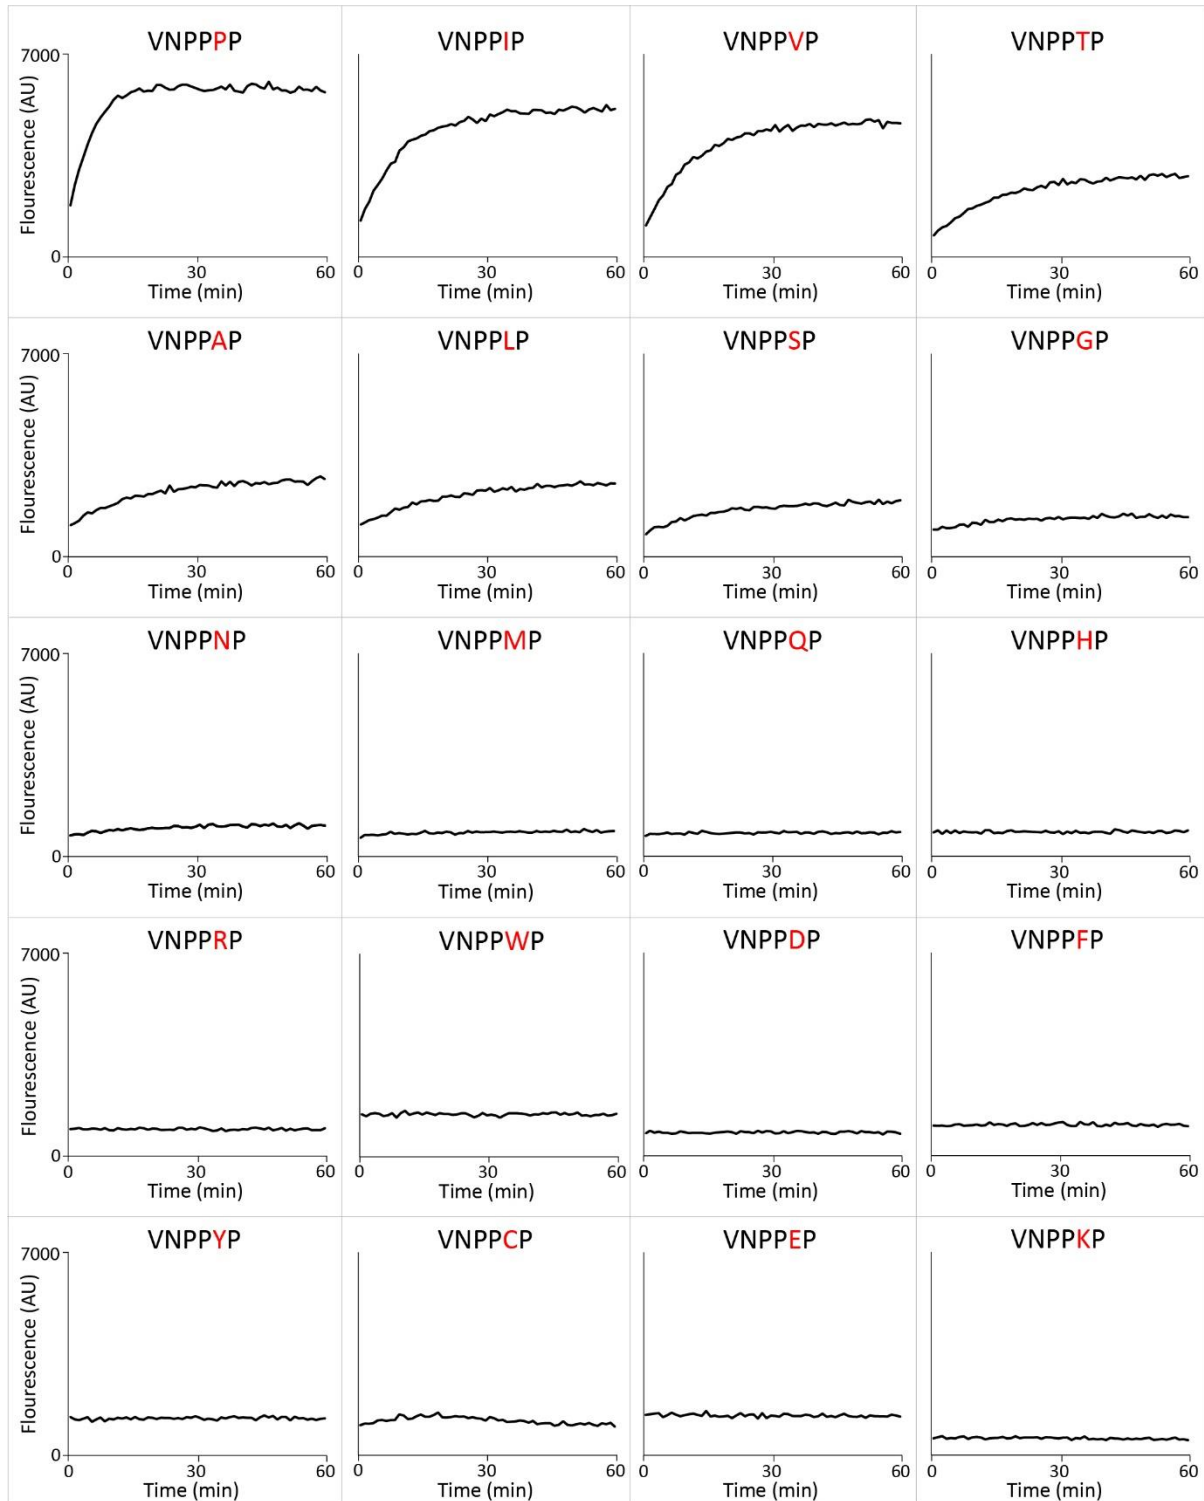 VNPPPP VNPPIP VNPPVP VNPPTP
7000
Flourescence (AU)
0
0 30 60 0 30 60 0 30 60 0 30 60
Time (min) Time (min) Time (min) Time (min)
VNPPAP VNPPLP VNPPSP VNPPGP
7000
Flourescence (AU)
0
0 30 60 0 30 60 0 30 60 0 30 60
Time (min) Time (min) Time (min) Time (min)
VNPPNP VNPPMP VNPPQP VNPPHP
7000
Flourescence (AU)
0
0 30 60 0 30 60 0 30 60 0 30 60
Time (min) Time (min) Time (min) Time (min)
VNPPRP VNPPWP VNPPDP VNPPFP
7000
Flourescence (AU)
0
0 30 60 0 30 60 0 30 60 0 30 60
Time (min) Time (min) Time (min) Time (min)
VNPPYP VNPPCP VNPPEP VNPPKP
7000
Flourescence (AU)
0
0 30 60 0 30 60 0 30 60 0 30 60
Time (min) Time (min) Time (min) Time (min)